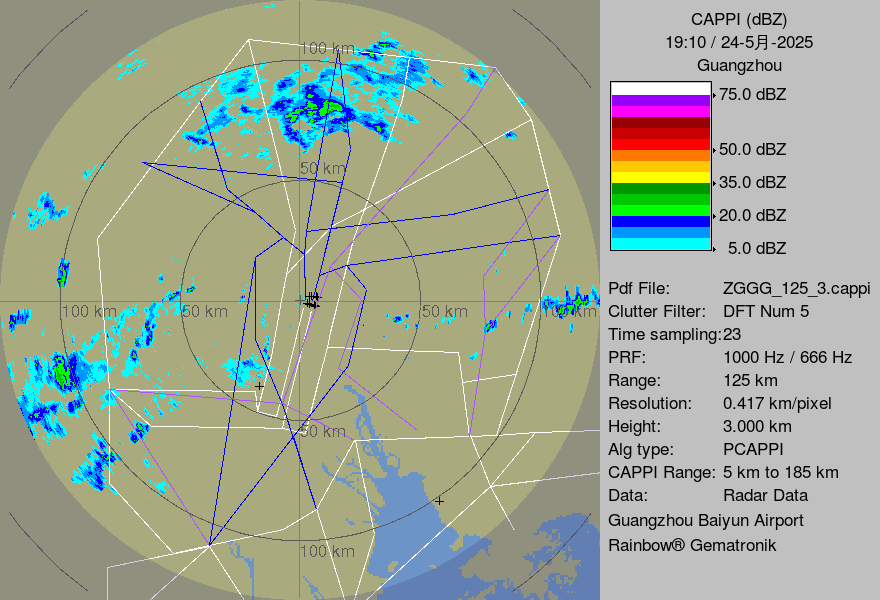 100 km
50 km
100 km
50 km
50 km
100 km
50 km
100 km
CAPPI (dBZ)
19:10 / 24-5月-2025
Guangzhou
75.0 dBZ
50.0 dBZ
35.0 dBZ
20.0 dBZ
5.0 dBZ
Pdf File: ZGGG_125_3.cappi
Clutter Filter: DFT Num 5
Time sampling:23
PRF: 1000 Hz / 666 Hz
Range: 125 km
Resolution: 0.417 km/pixel
Height: 3.000 km
Alg type: PCAPPI
CAPPI Range: 5 km to 185 km
Data: Radar Data
Guangzhou Baiyun Airport
Rainbow® Gematronik